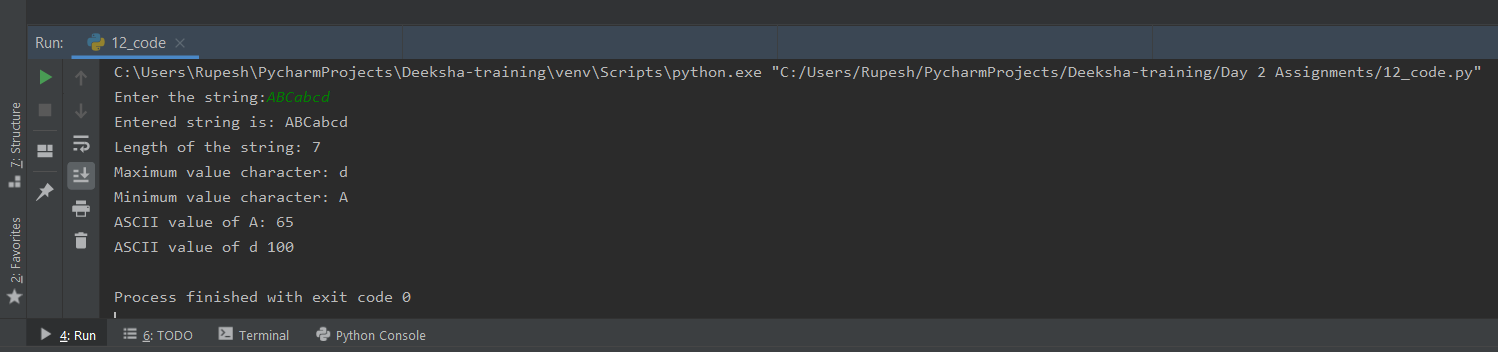 Run: 12_code
C:\Users\Rupesh\PycharmProjects\Deeksha-training\venv\Scripts\python.exe "C:/Users/Rupesh/PycharmProjects/Deeksha-training/Day 2 Assignments/12_code.py"
Enter the string:ABCabcd
Entered string is: ABCabcd
Length of the string: 7
Maximum value character: d
Minimum value character: A
ASCII value of A: 65
ASCII value of d 100
Process finished with exit code 0
7: Structure
2: Favorites
4: Run 6: TODO Terminal Python Console